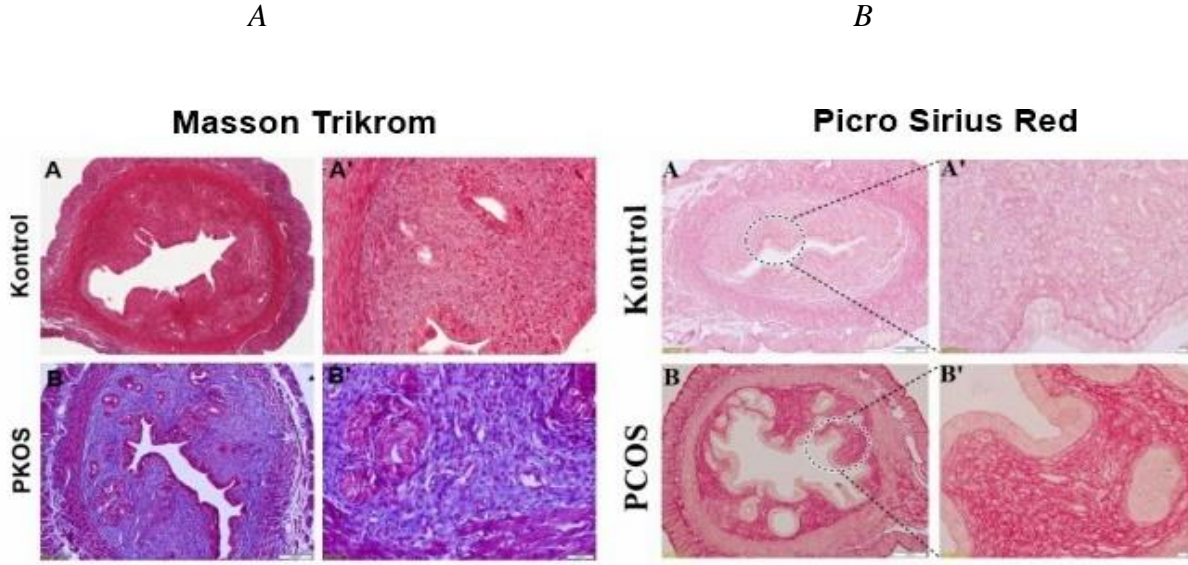 A B
Masson Trikrom
Picro Sirius Red
Kontrol
A A'
PKOS
B B'
Kontrol
A A'
PCOS
B B'